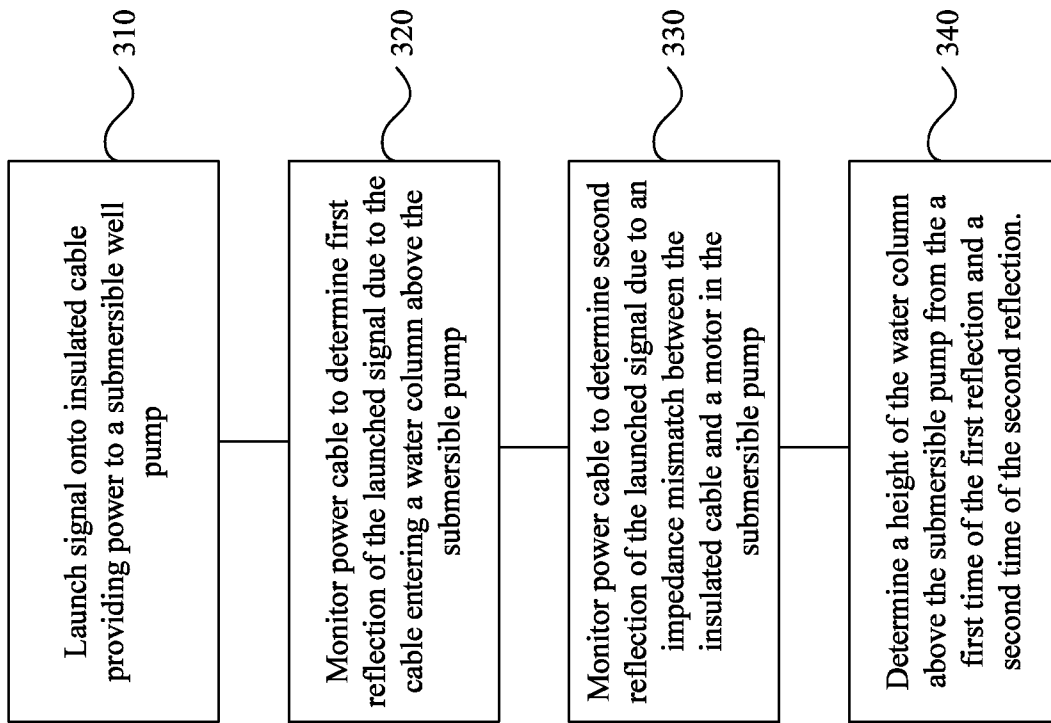 Launch signal onto insulated cable
providing power to a submersible well
pump
310
Monitor power cable to determine first
reflection of the launched signal due to the
cable entering a water column above the
submersible pump
320
Monitor power cable to determine second
reflection of the launched signal due to an
impedance mismatch between the
insulated cable and a motor in the
submersible pump
330
Determine a height of the water column
above the submersible pump from the a
first time of the first reflection and a
second time of the second reflection.
340